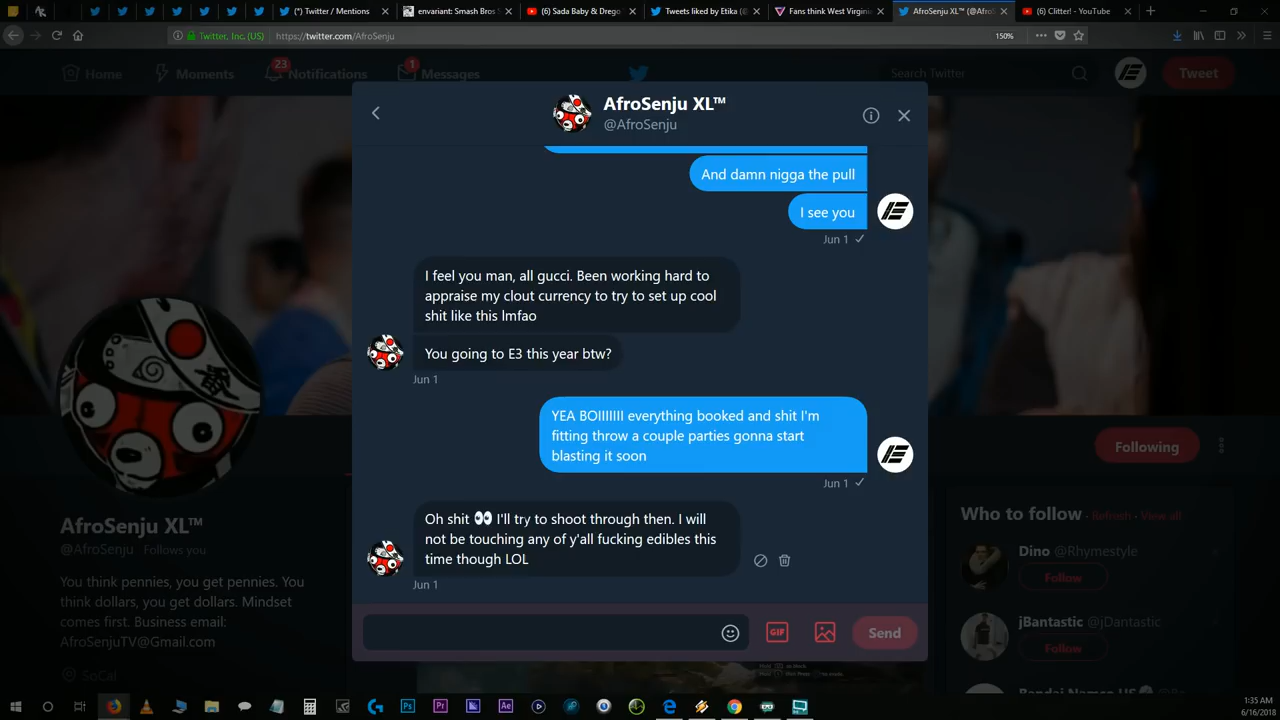 (*) Twitter / Mentions
envariant: Smash Bros S
(6) Sada Baby & Drego
Tweets liked by Etika (@
Fans think West Virginia
AfroSenju XL™ (@AfroS
(6) Clitter! - YouTube
Twitter, Inc. (US)
https://twitter.com/AfroSenju
150%
Home
Moments
23
Notifications
1
Messages
Search Twitter
Tweet
AfroSenju XL™
@AfroSenju
And damn nigga the pull
I see you
Jun 1
I feel you man, all gucci. Been working hard to
appraise my clout currency to try to set up cool
shit like this lmfao
You going to E3 this year btw?
Jun 1
YEA BOIIIIIII everything booked and shit I'm
fitting throw a couple parties gonna start
blasting it soon
Jun 1
Oh shit 👀 I'll try to shoot through then. I will
not be touching any of y'all fucking edibles this
time though LOL
Jun 1
GIF
Send
Following
AfroSenju XL™
@AfroSenju Follows you
You think pennies, you get pennies. You
think dollars, you get dollars. Mindset
comes first. Business email:
AfroSenjuTV@Gmail.com
SoCal
Who to follow · Refresh · View all
Dino @Rhymestyle
Follow
jBantastic @jDantastic
Follow
Bandai Namco US
1:35 AM
6/16/2018